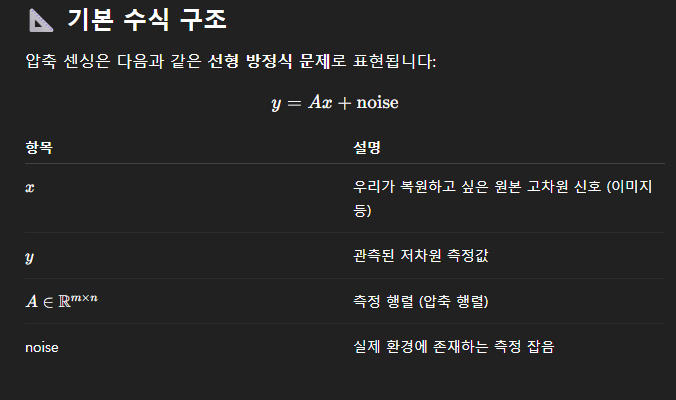 📐 기본 수식 구조
압축 센싱은 다음과 같은 선형 방정식 문제로 표현됩니다:
y = Ax + noise
항목 설명
x 우리가 복원하고 싶은 원본 고차원 신호 (이미지
등)
y 관측된 저차원 측정값
A ∈ ℝ^{m×n} 측정 행렬 (압축 행렬)
noise 실제 환경에 존재하는 측정 잡음